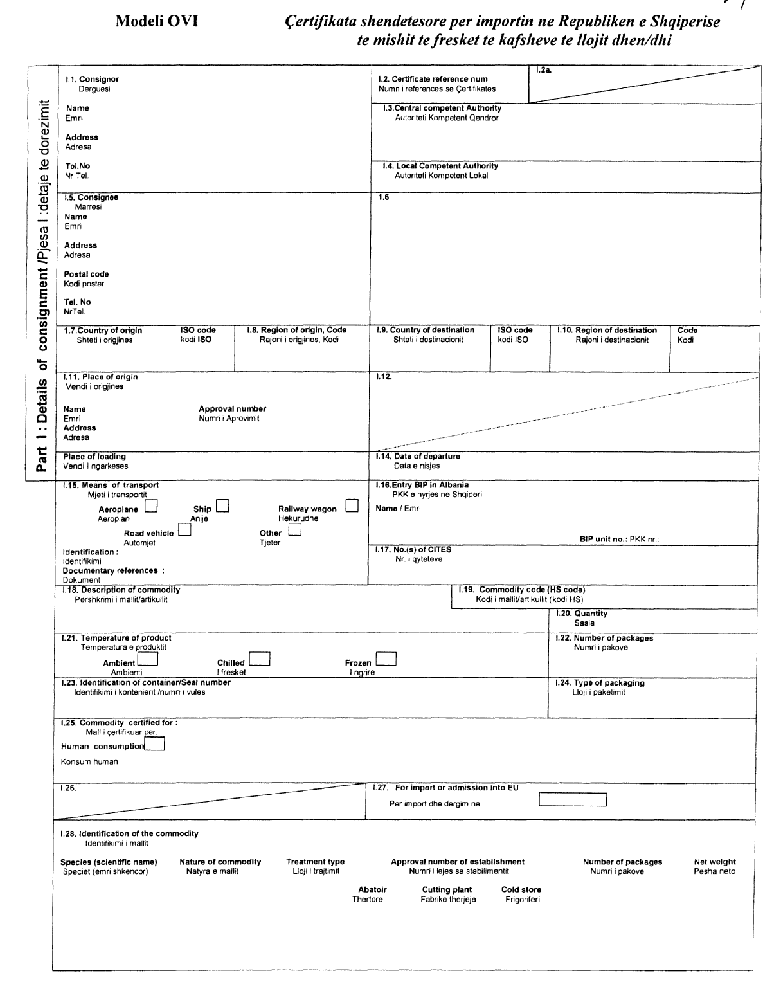 Modeli OVI
Çertifikata shendetesore per importin ne Republiken e Shqiperise
te mishit te fresket te kafsheve te llojit dhen/dhi
Part I : Details of consignment /Pjesa I :detaje te dorezimit
I.1. Consignor
Derguesi
Name
Emri
Address
Adresa
Tel.No
Nr Tel.
I.2. Certificate reference num
Numri i references se Çertifikates
I.2a.
I.3.Central competent Authority
Autoriteti Kompetent Qendror
I.4. Local Competent Authority
Autoriteti Kompetent Lokal
I.5. Consignee
Marresi
Name
Emri
Address
Adresa
Postal code
Kodi postar
Tel. No
NrTel.
1.6
1.7.Country of origin
Shteti i origjines
ISO code
kodi ISO
I.8. Region of origin, Code
Rajoni i origjines, Kodi
I.9. Country of destination
Shteti i destinacionit
ISO code
kodi ISO
I.10. Region of destination
Rajoni i destinacionit
Code
Kodi
I.11. Place of origin
Vendi i origjines
Name
Emri
Approval number
Numri i Aprovimit
Address
Adresa
I.12.
Place of loading
Vendi I ngarkeses
I.14. Date of departure
Data e nisjes
I.15. Means of transport
Mjeti i transportit
Aeroplane
Aeroplan
Ship
Anije
Railway wagon
Hekurudhe
Road vehicle
Automjet
Other
Tjeter
Identification :
Identifikimi
Documentary references :
Dokument
I.16.Entry BIP in Albania
PKK e hyrjes ne Shqiperi
Name / Emri
BIP unit no.: PKK nr.:
I.17. No.(s) of CITES
Nr. i qyteteve
I.18. Description of commodity
Pershkrimi i mallit/artikullit
I.19. Commodity code (HS code)
Kodi i mallit/artikullit (kodi HS)
I.20. Quantity
Sasia
I.21. Temperature of product
Temperatura e produktit
Ambient
Ambienti
Chilled
I fresket
Frozen
I ngrire
I.22. Number of packages
Numri i pakove
I.23. Identification of container/Seal number
Identifikimi i kontenierit /numri i vules
I.24. Type of packaging
Lloji i paketimit
I.25. Commodity certified for :
Mall i çertifikuar per:
Human consumption
Konsum human
I.26.
I.27. For import or admission into EU
Per import dhe dergim ne
I.28. Identification of the commodity
Identifikimi i mallit
Species (scientific name)
Speciet (emri shkencor)
Nature of commodity
Natyra e mallit
Treatment type
Lloji i trajtimit
Approval number of establishment
Numri i lejes se stabilimentit
Number of packages
Numri i pakove
Net weight
Pesha neto
Abatoir
Thertore
Cutting plant
Fabrike therjeje
Cold store
Frigoriferi